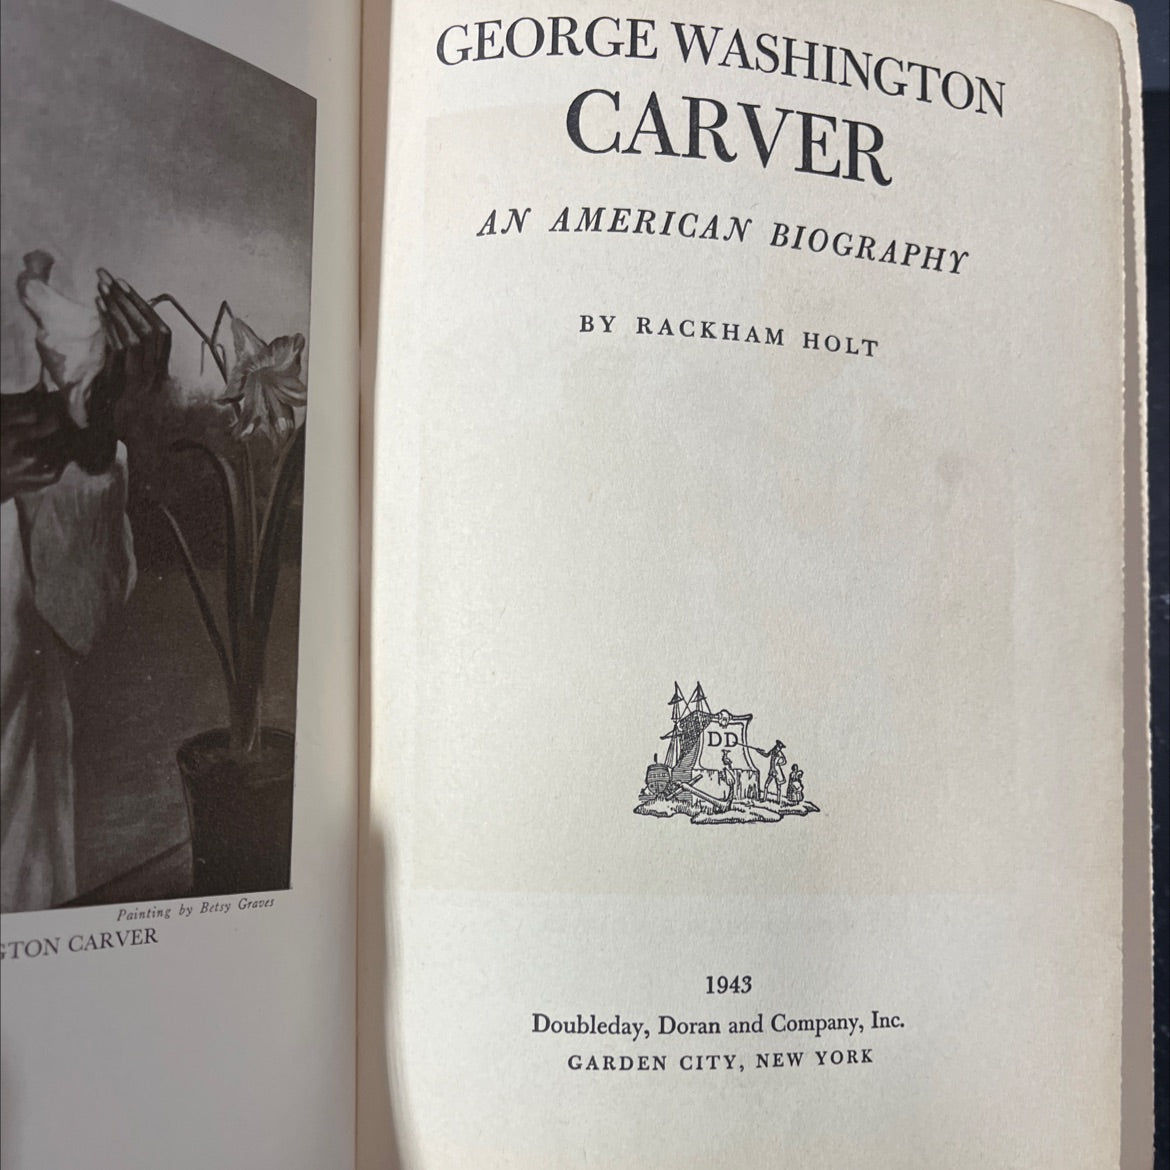 Painting by Betsy Graves
GTON CARVER
GEORGE WASHINGTON
CARVER
AN AMERICAN BIOGRAPHY
BY RACKHAM HOLT
DD
1943
Doubleday, Doran and Company, Inc.
GARDEN CITY, NEW YORK